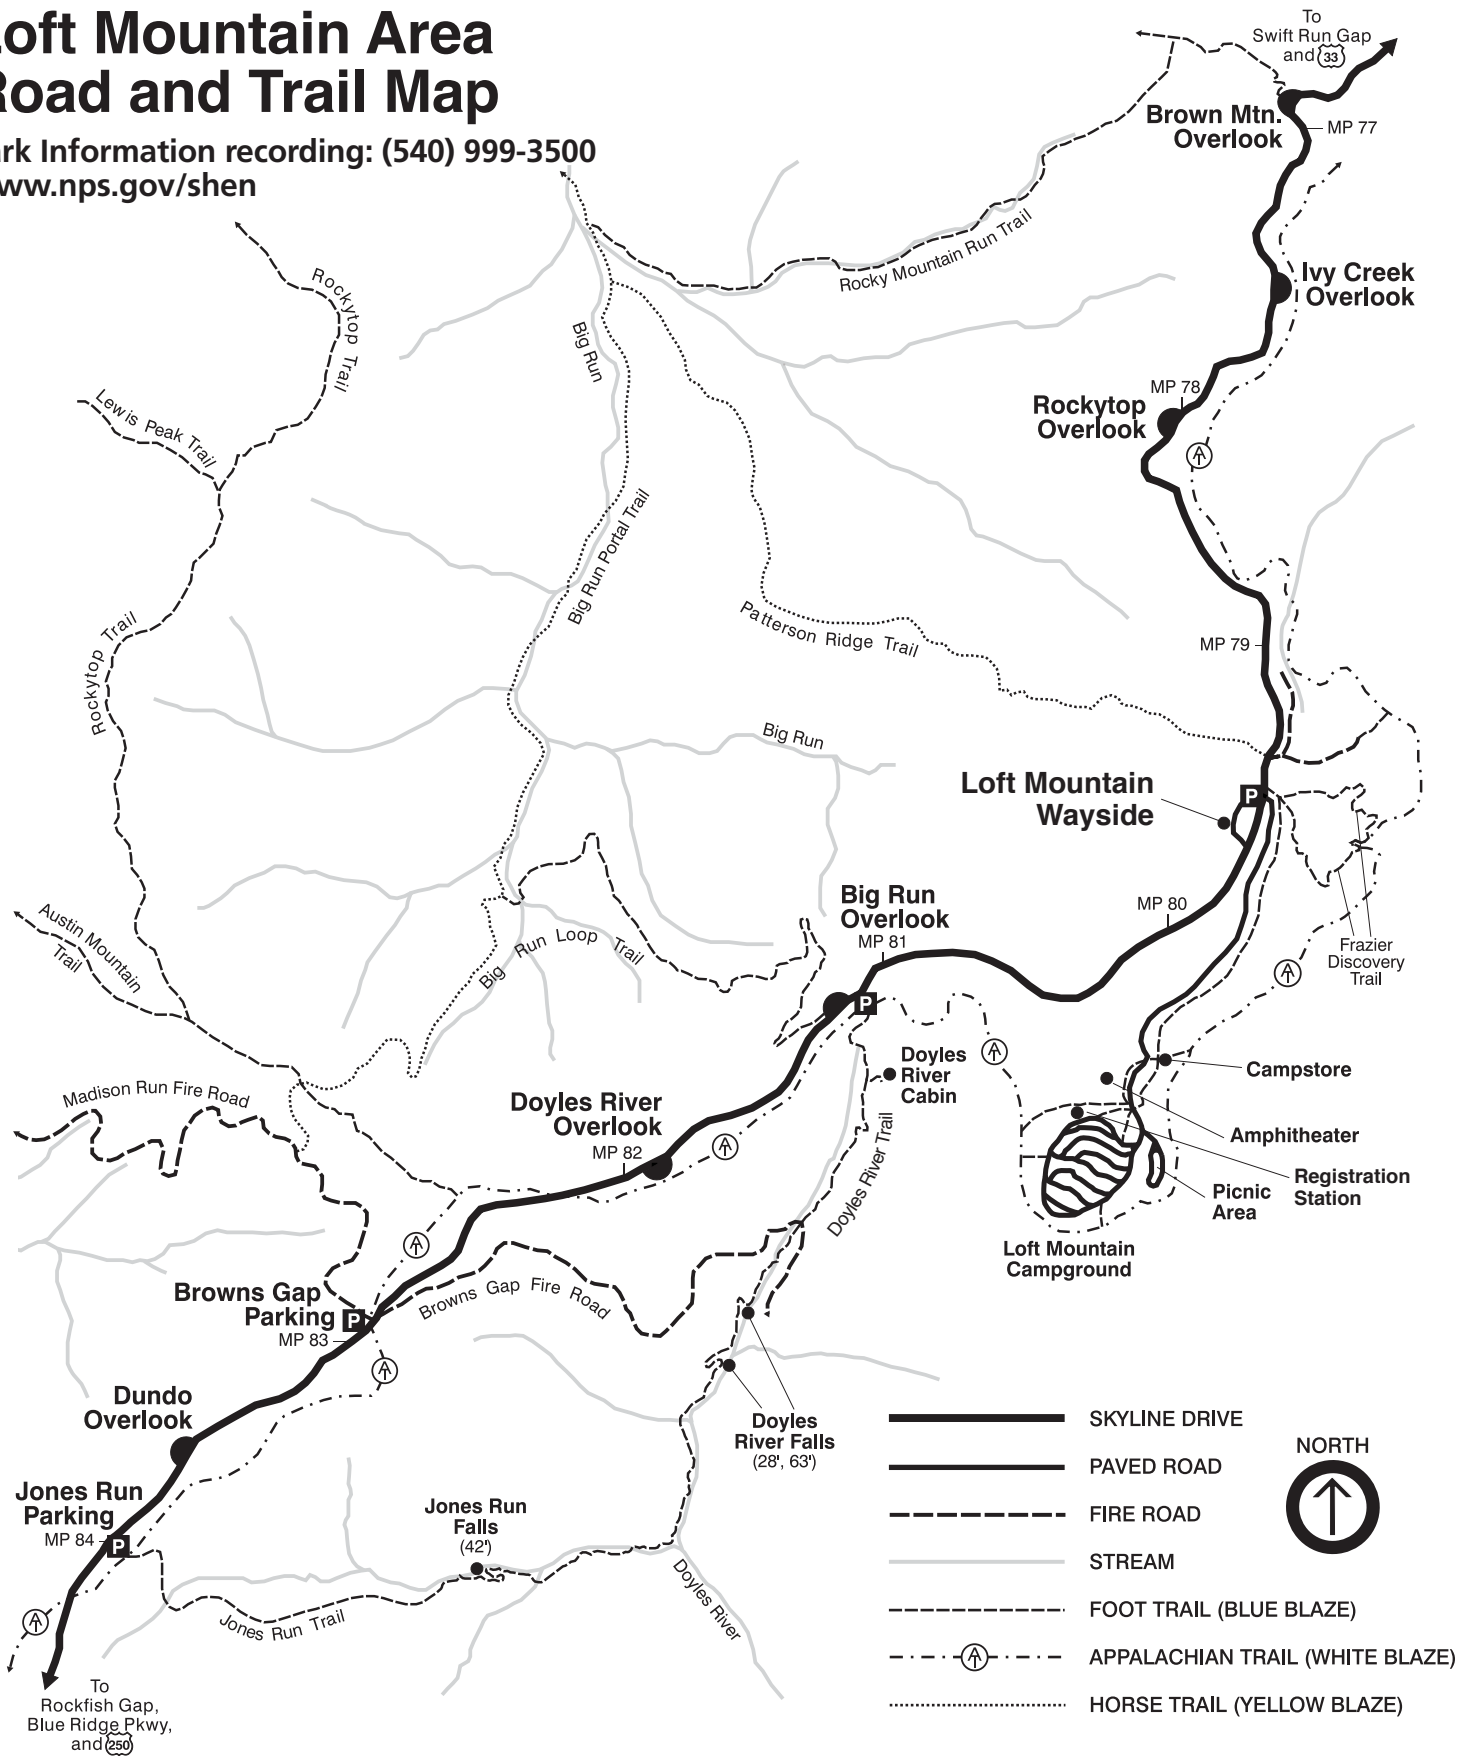 oft Mountain Area
oad and Trail Map
rk Information recording: (540) 999-3500
ww.nps.gov/shen
To
Swift Run Gap
and 33
Brown Mtn.
Overlook
MP 77
Rocky Mountain Run Trail
Ivy Creek
Overlook
Rockytop Trail
Big Run
MP 78
Rockytop
Overlook
Lewis Peak Trail
Big Run Portal Trail
Patterson Ridge Trail
Rockytop Trail
MP 79
Big Run
Loft Mountain
Wayside
P
Big Run
Overlook
MP 81
MP 80
Austin Mountain
Trail
Big Run Loop Trail
Frazier
Discovery
Trail
P
Doyles
River
Cabin
Campstore
Madison Run Fire Road
Doyles River
Overlook
MP 82
Doyles River Trail
Amphitheater
Registration
Station
Picnic
Area
Loft Mountain
Campground
Browns Gap
Parking
P
MP 83
Browns Gap Fire Road
Dundo
Overlook
Doyles
River Falls
(28', 63')
Jones Run
Parking
MP 84
P
Jones Run
Falls
(42')
Jones Run Trail
Doyles River
To
Rockfish Gap,
Blue Ridge Pkwy,
and 250
SKYLINE DRIVE
PAVED ROAD
FIRE ROAD
STREAM
FOOT TRAIL (BLUE BLAZE)
APPALACHIAN TRAIL (WHITE BLAZE)
HORSE TRAIL (YELLOW BLAZE)
NORTH